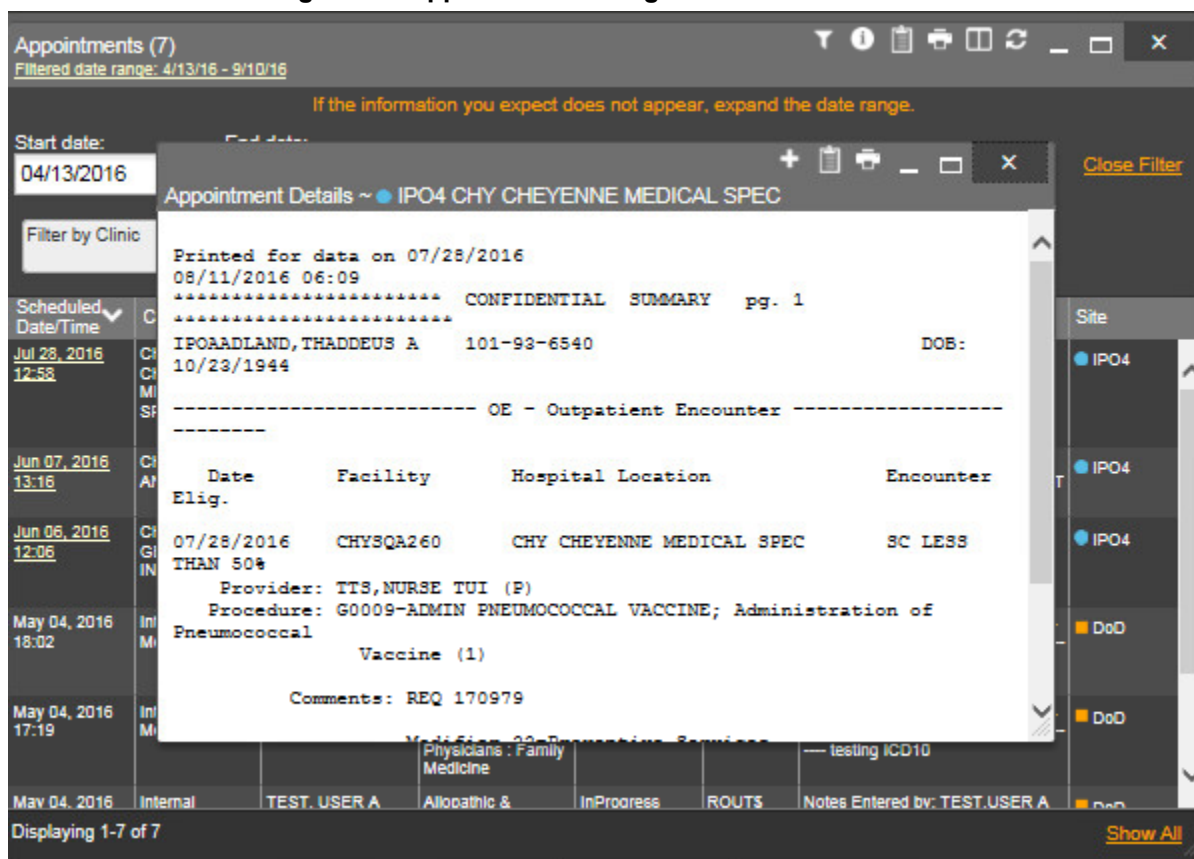 Appointments (7)
Filtered date range: 4/13/16 - 9/10/16
If the information you expect does not appear, expand the date range.
Start date:
04/13/2016
Close Filter
Filter by Clinic
Appointment Details ~ IPO4 CHY CHEYENNE MEDICAL SPEC
Printed for data on 07/28/2016
08/11/2016 06:09
*********************** CONFIDENTIAL SUMMARY pg. 1
************************
IPOAADLAND,THADDEUS A 101-93-6540 DOB:
10/23/1944
-------------------------- OE - Outpatient Encounter ------------------
--------
Date Facility Hospital Location Encounter
Elig.
07/28/2016 CHYSQA260 CHY CHEYENNE MEDICAL SPEC SC LESS
THAN 50%
Provider: TTS,NURSE TUI (P)
Procedure: G0009-ADMIN PNEUMOCOCCAL VACCINE; Administration of
Pneumococcal
Vaccine (1)
Comments: REQ 170979
Scheduled Date/Time
Site
Jul 28, 2016
12:58
IPO4
Jun 07, 2016
13:16
IPO4
Jun 06, 2016
12:06
IPO4
May 04, 2016
18:02
DoD
May 04, 2016
17:19
DoD
Physicians : Family
Medicine
---- testing ICD10
May 04, 2016 Internal TEST, USER A Allopathic & InProgress ROUT$ Notes Entered by: TEST,USER A DoD
Displaying 1-7 of 7
Show All